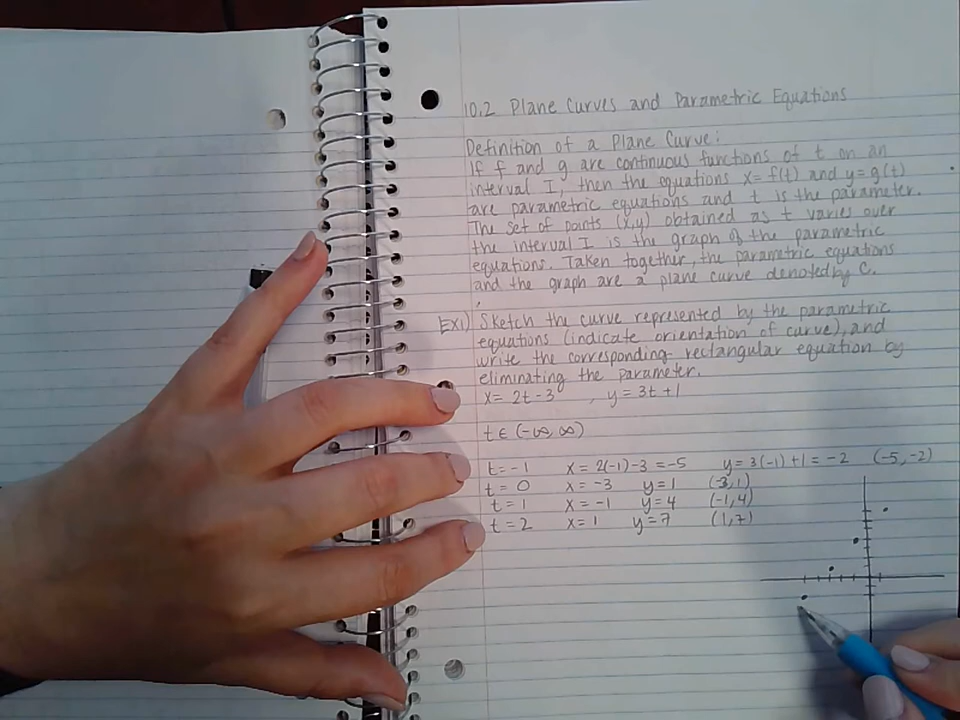 10.2 Plane Curves and Parametric Equations
Definition of a Plane Curve:
If f and g are continuous functions of t on an
interval I, then the equations x=f(t) and y=g(t)
are parametric equations and t is the parameter.
The set of points (x,y) obtained as t varies over
the interval I is the graph of the parametric
equations. Taken together, the parametric equations
and the graph are a plane curve denoted by C.
EX1) Sketch the curve represented by the parametric
equations (indicate orientation of curve), and
write the corresponding rectangular equation by
eliminating the parameter.
x= 2t-3 , y=3t+1
t∈(-∞,∞)
t=-1 x=2(-1)-3=-5 y=3(-1)+1=-2 (-5,-2)
t=0 x=-3 y=1 (-3,1)
t=1 x=-1 y=4 (-1,4)
t=2 x=1 y=7 (1,7)